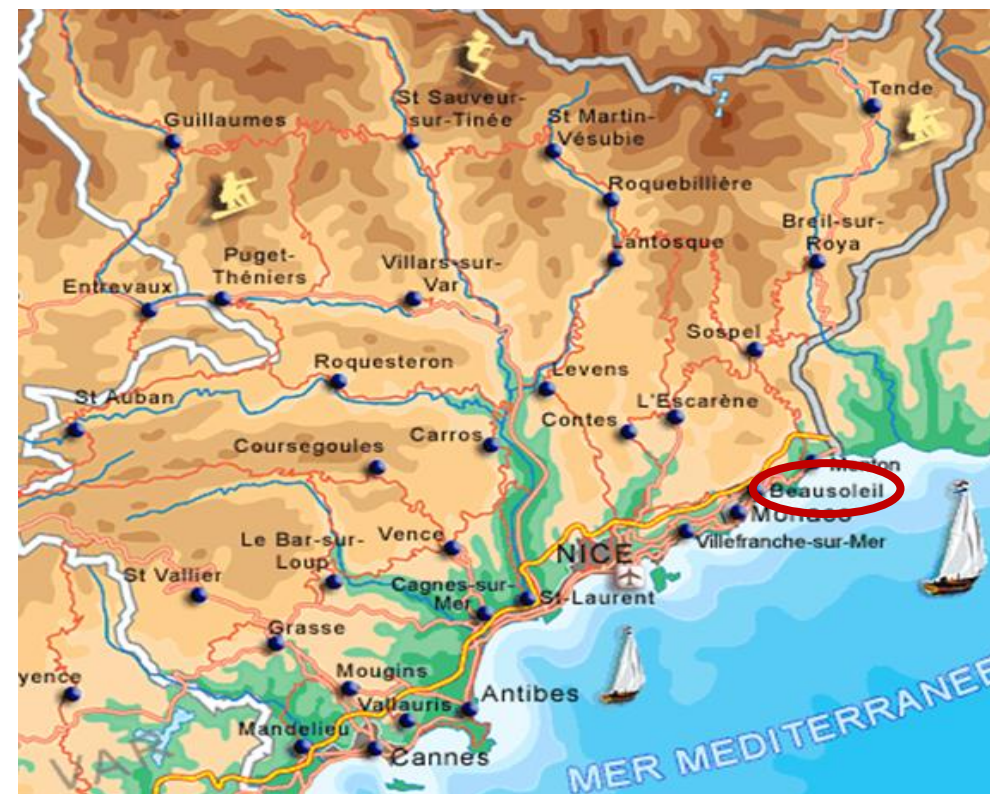 Tende
St Sauveur-
sur-Tinée
Guillaumes
St Martin-
Vésubie
Roquebillière
Breil-sur-
Roya
Lantosque
Puget-
Théniers
Villars-sur-
Var
Entrevaux
Sospel
Roquesteron
Levens
St Auban
L'Escarène
Contes
Carros
Coursegoules
Menton
Beausoleil
Monaco
Vence
Le Bar-sur-
Loup
Villefranche-sur-Mer
NICE
St Vallier
Cagnes-sur-
Mer
St-Laurent
Grasse
yence
Mougins
Antibes
Vallauris
Mandelieu
Cannes
VAR
MER MEDITERRANEE